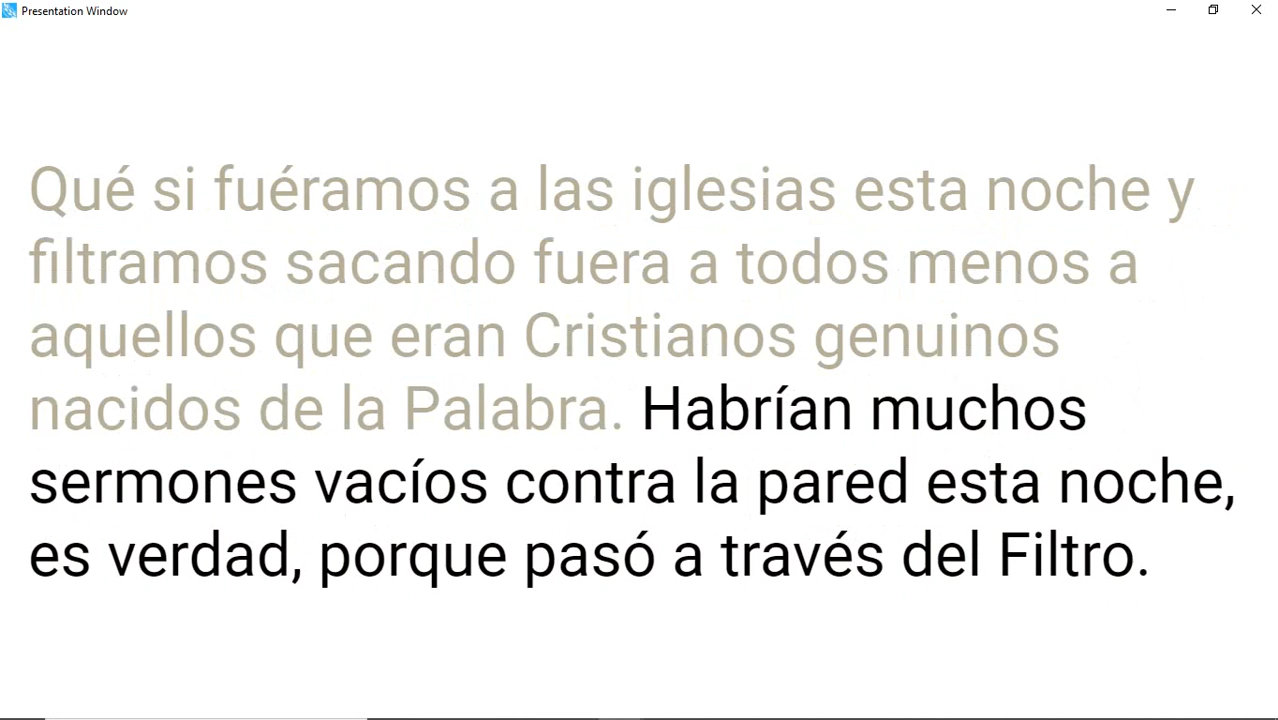 Presentation Window
Qué si fuéramos a las iglesias esta noche y
filtramos sacando fuera a todos menos a
aquellos que eran Cristianos genuinos
nacidos de la Palabra. Habrían muchos
sermones vacíos contra la pared esta noche,
es verdad, porque pasó a través del Filtro.